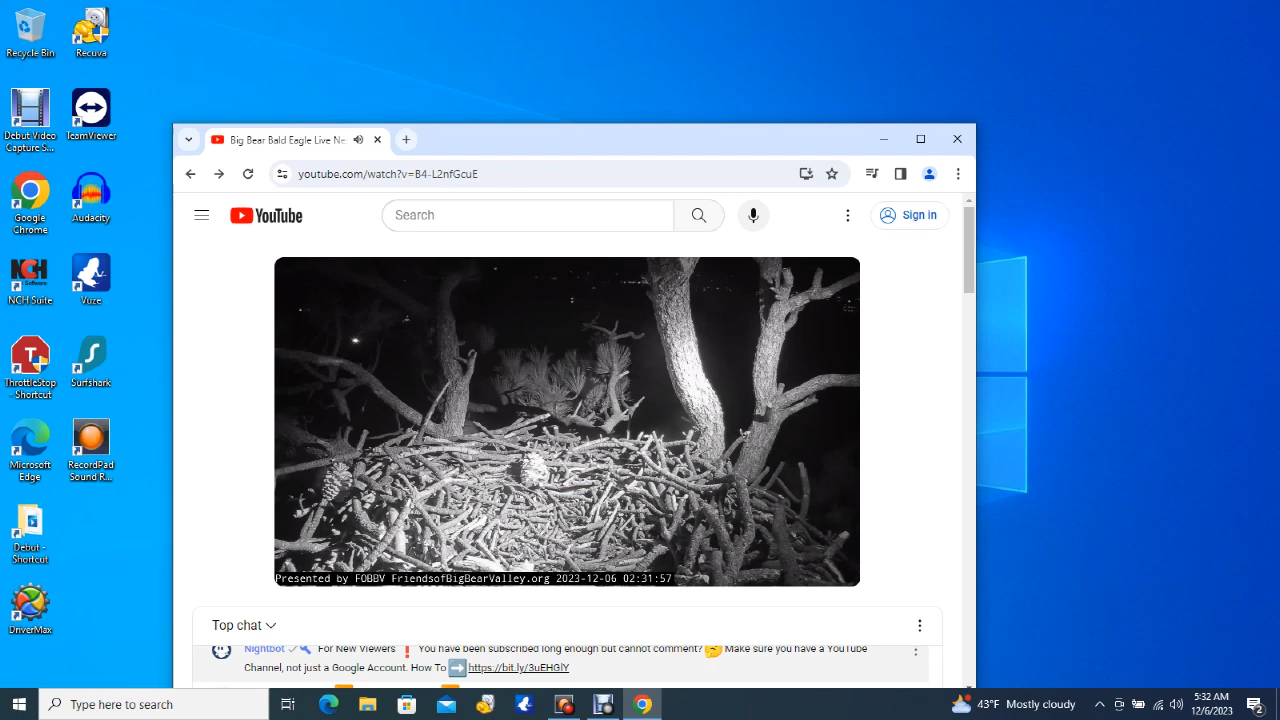 Recycle Bin
Recuva
Debut Video
Capture S...
TeamViewer
Google
Chrome
Audacity
NCH Suite
Vuze
ThrottleStop
- Shortcut
Surfshark
Microsoft
Edge
RecordPad
Sound R...
Debut -
Shortcut
DriverMax
Big Bear Bald Eagle Live Ne
youtube.com/watch?v=B4-L2nfGcuE
YouTube
Search
Sign in
Presented by FOBBV FriendsofBigBearValley.org 2023-12-06 02:31:57
Top chat
Nightbot For New Viewers ❗ You have been subscribed long enough but cannot comment? 🤔 Make sure you have a YouTube
Channel, not just a Google Account. How To ➡️ https://bit.ly/3uEHGlY
Type here to search
43°F Mostly cloudy
5:32 AM
12/6/2023
2